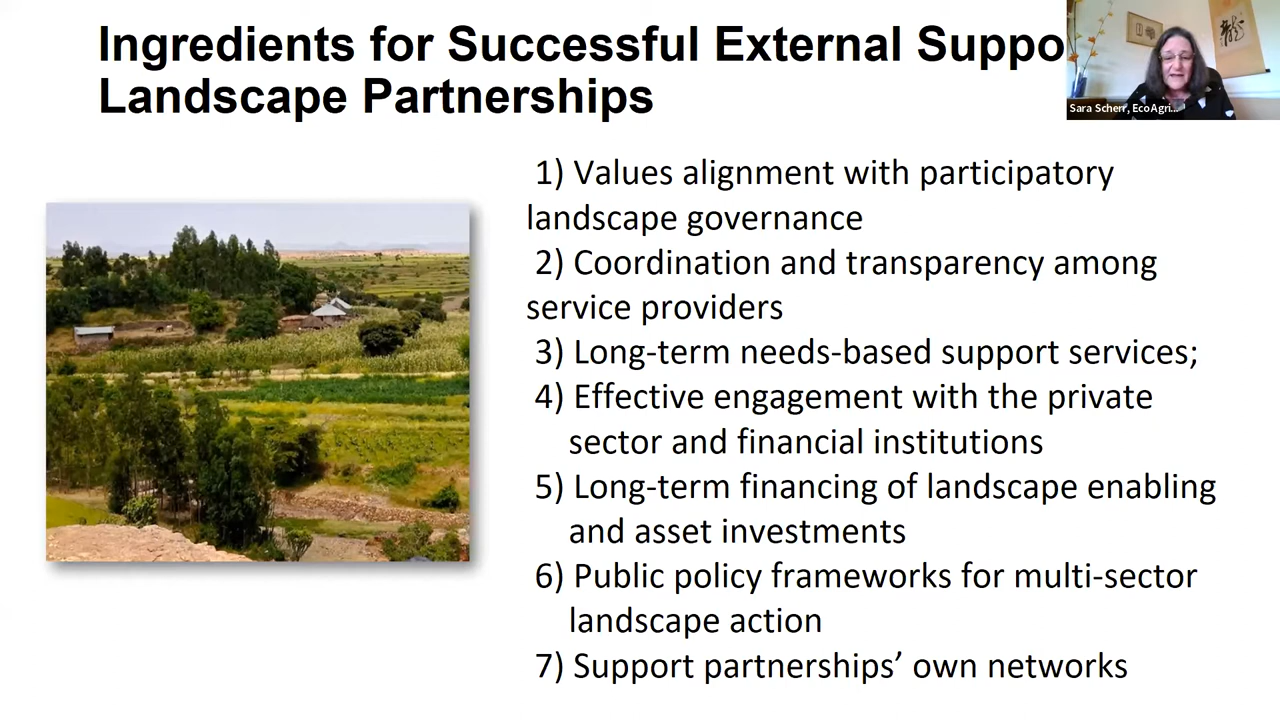 Ingredients for Successful External Suppo
Landscape Partnerships
Sara Scherr, EcoAgri...
1) Values alignment with participatory
landscape governance
2) Coordination and transparency among
service providers
3) Long-term needs-based support services;
4) Effective engagement with the private
sector and financial institutions
5) Long-term financing of landscape enabling
and asset investments
6) Public policy frameworks for multi-sector
landscape action
7) Support partnerships’ own networks